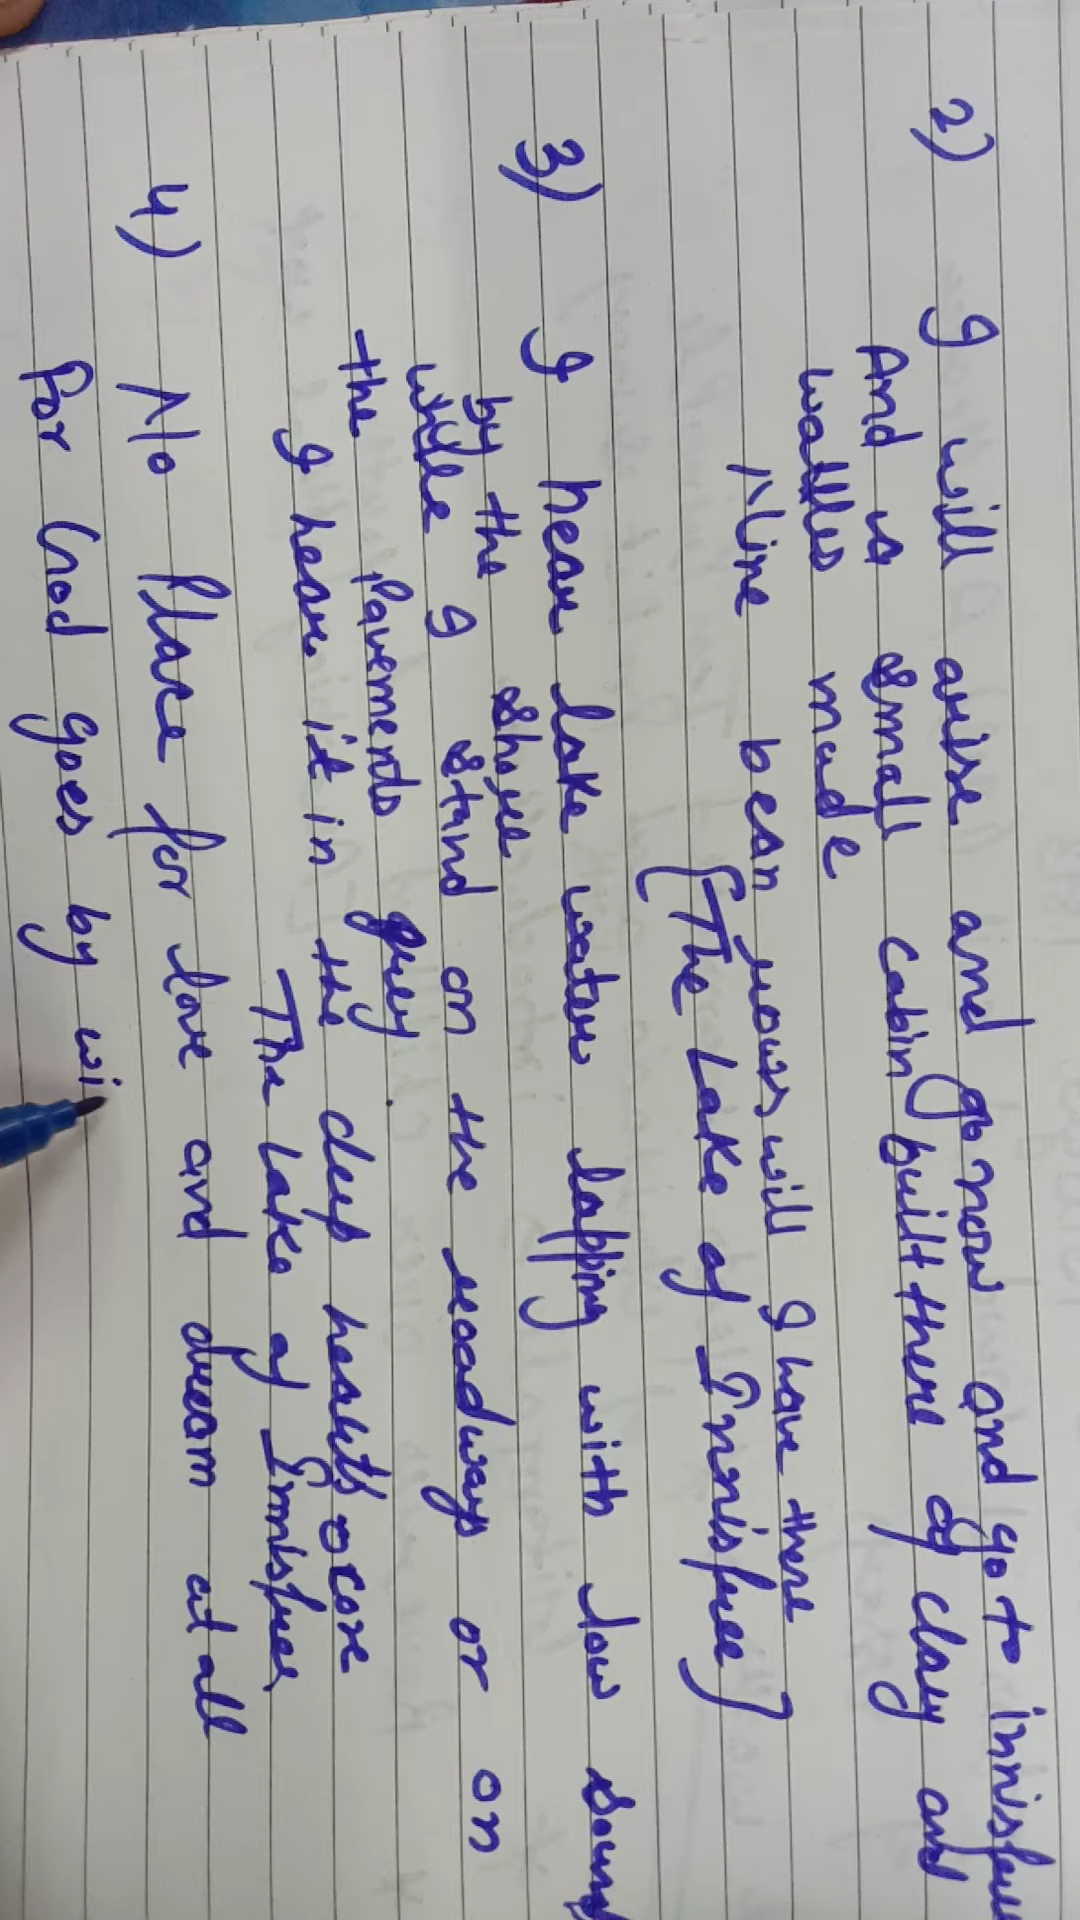 2) I will arise and go now and go to innisfree
And is small cabin built there of clay and
wattles made
Nine bean rows will I have there
[The Lake of Innisfree]
3) I hear lake water lapping with low sound
by the shore
while I stand on the roadways or on
the pavements grey.
I hear it in the deep heart's core
The Lake of Innisfree
4) No Place for love and dream at all
For God goes by wi